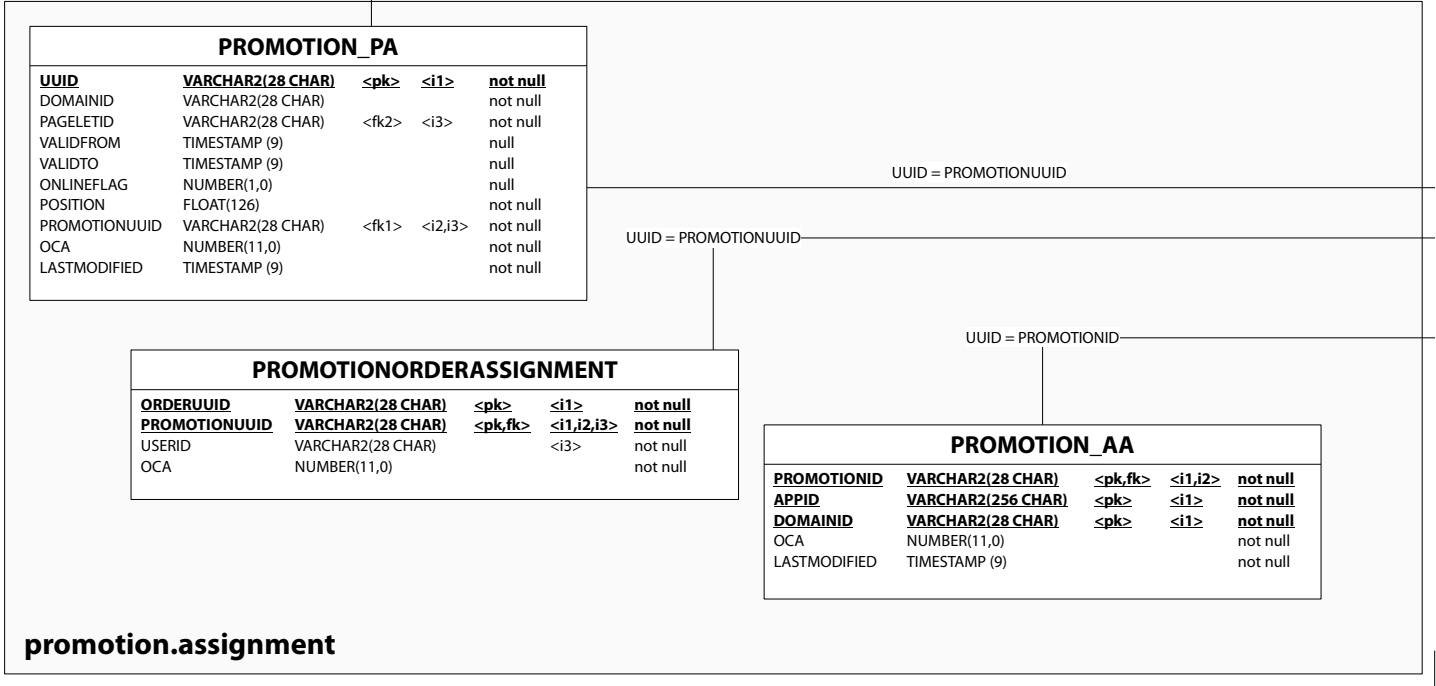 PROMOTION_PA
UUID VARCHAR2(28 CHAR) <pk> <i1> not null
DOMAINID VARCHAR2(28 CHAR) not null
PAGELETID VARCHAR2(28 CHAR) <fk2> <i3> not null
VALIDFROM TIMESTAMP (9) null
VALIDTO TIMESTAMP (9) null
ONLINEFLAG NUMBER(1,0) null
POSITION FLOAT(126) not null
PROMOTIONUUID VARCHAR2(28 CHAR) <fk1> <i2,i3> not null
OCA NUMBER(11,0) not null
LASTMODIFIED TIMESTAMP (9) not null
UUID = PROMOTIONUUID
UUID = PROMOTIONUUID
UUID = PROMOTIONID
PROMOTIONORDERASSIGNMENT
ORDERUUID VARCHAR2(28 CHAR) <pk> <i1> not null
PROMOTIONUUID VARCHAR2(28 CHAR) <pk,fk> <i1,i2,i3> not null
USERID VARCHAR2(28 CHAR) <i3> not null
OCA NUMBER(11,0) not null
PROMOTION_AA
PROMOTIONID VARCHAR2(28 CHAR) <pk,fk> <i1,i2> not null
APPID VARCHAR2(256 CHAR) <pk> <i1> not null
DOMAINID VARCHAR2(28 CHAR) <pk> <i1> not null
OCA NUMBER(11,0) not null
LASTMODIFIED TIMESTAMP (9) not null
promotion.assignment